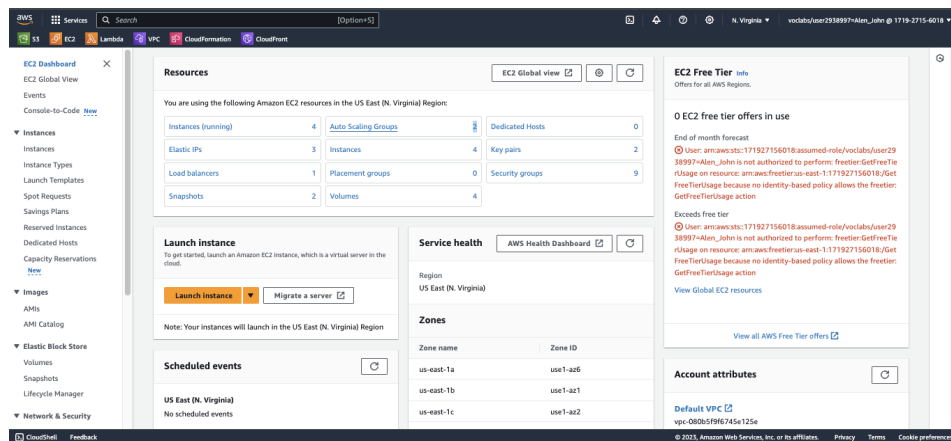 aws
Services
Search
[Option+S]
N. Virginia
voclabs/user2938997=Alen_John @ 1719-2715-6018
S3
EC2
Lambda
VPC
CloudFormation
CloudFront
EC2 Dashboard
EC2 Global View
Events
Console-to-Code New
Instances
Instances
Instance Types
Launch Templates
Spot Requests
Savings Plans
Reserved Instances
Dedicated Hosts
Capacity Reservations
New
Images
AMIs
AMI Catalog
Elastic Block Store
Volumes
Snapshots
Lifecycle Manager
Network & Security
Resources
EC2 Global view
You are using the following Amazon EC2 resources in the US East (N. Virginia) Region:
Instances (running) 4
Auto Scaling Groups 2
Dedicated Hosts 0
Elastic IPs 3
Instances 4
Key pairs 2
Load balancers 1
Placement groups 0
Security groups 9
Snapshots 2
Volumes 4
Launch instance
To get started, launch an Amazon EC2 instance, which is a virtual server in the
cloud.
Launch instance
Migrate a server
Note: Your instances will launch in the US East (N. Virginia) Region
Scheduled events
US East (N. Virginia)
No scheduled events
Service health
AWS Health Dashboard
Region
US East (N. Virginia)
Zones
Zone name Zone ID
us-east-1a use1-az6
us-east-1b use1-az1
us-east-1c use1-az2
EC2 Free Tier Info
Offers for all AWS Regions.
0 EC2 free tier offers in use
End of month forecast
User: arn:aws:sts::171927156018:assumed-role/voclabs/user29
38997=Alen_John is not authorized to perform: freetier:GetFreeTie
rUsage on resource: arn:aws:freetier:us-east-1:171927156018:/Get
FreeTierUsage because no identity-based policy allows the freetier:
GetFreeTierUsage action
Exceeds free tier
User: arn:aws:sts::171927156018:assumed-role/voclabs/user29
38997=Alen_John is not authorized to perform: freetier:GetFreeTie
rUsage on resource: arn:aws:freetier:us-east-1:171927156018:/Get
FreeTierUsage because no identity-based policy allows the freetier:
GetFreeTierUsage action
View Global EC2 resources
View all AWS Free Tier offers
Account attributes
Default VPC
vpc-080b5f9f6745e125e
CloudShell
Feedback
© 2023, Amazon Web Services, Inc. or its affiliates.
Privacy
Terms
Cookie preferences